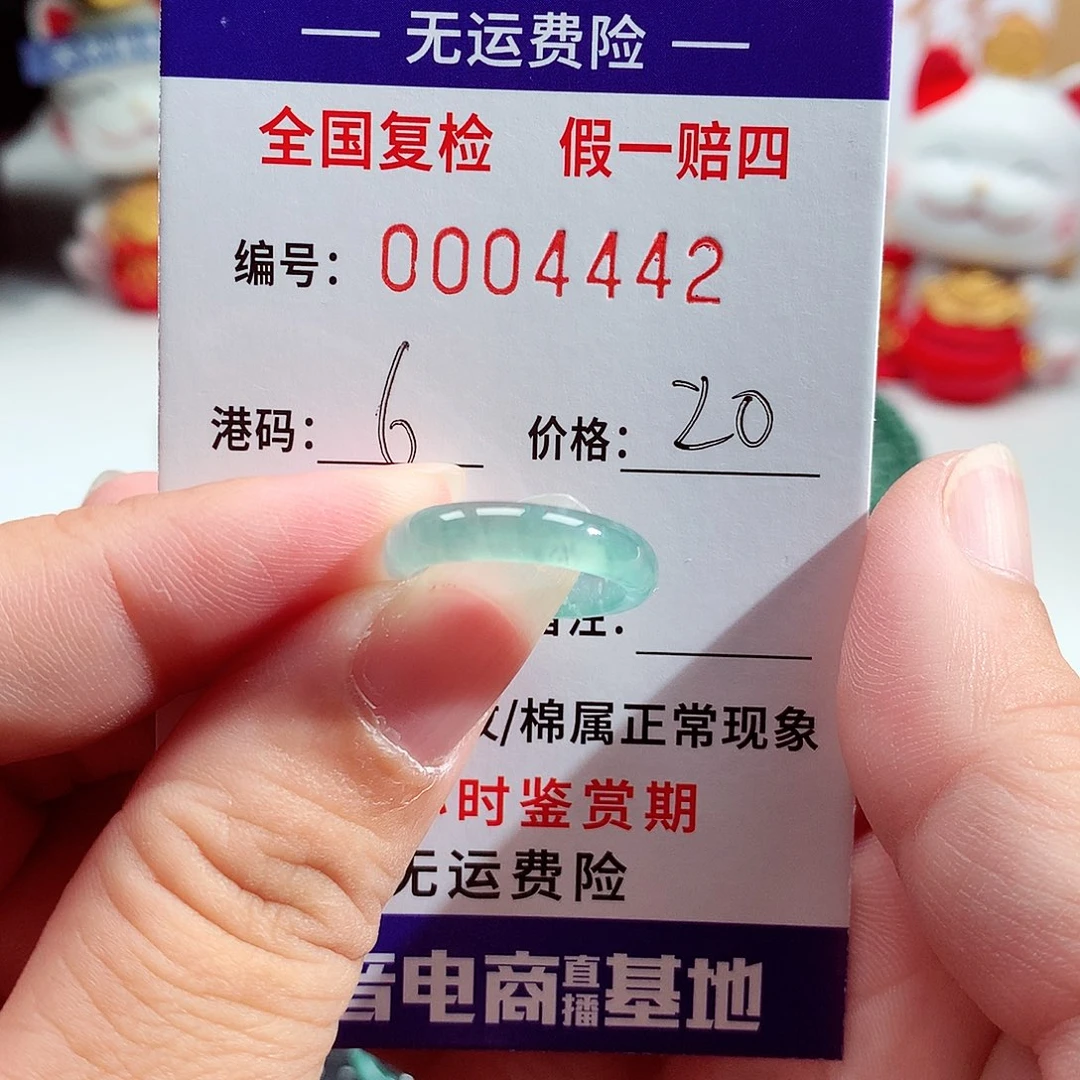 — 无运费险 —
全国复检 假一赔四
编号：0004442
港码：6 价格：20
备注：
纹/棉属正常现象
小时鉴赏期
无运费险
音电商直播基地